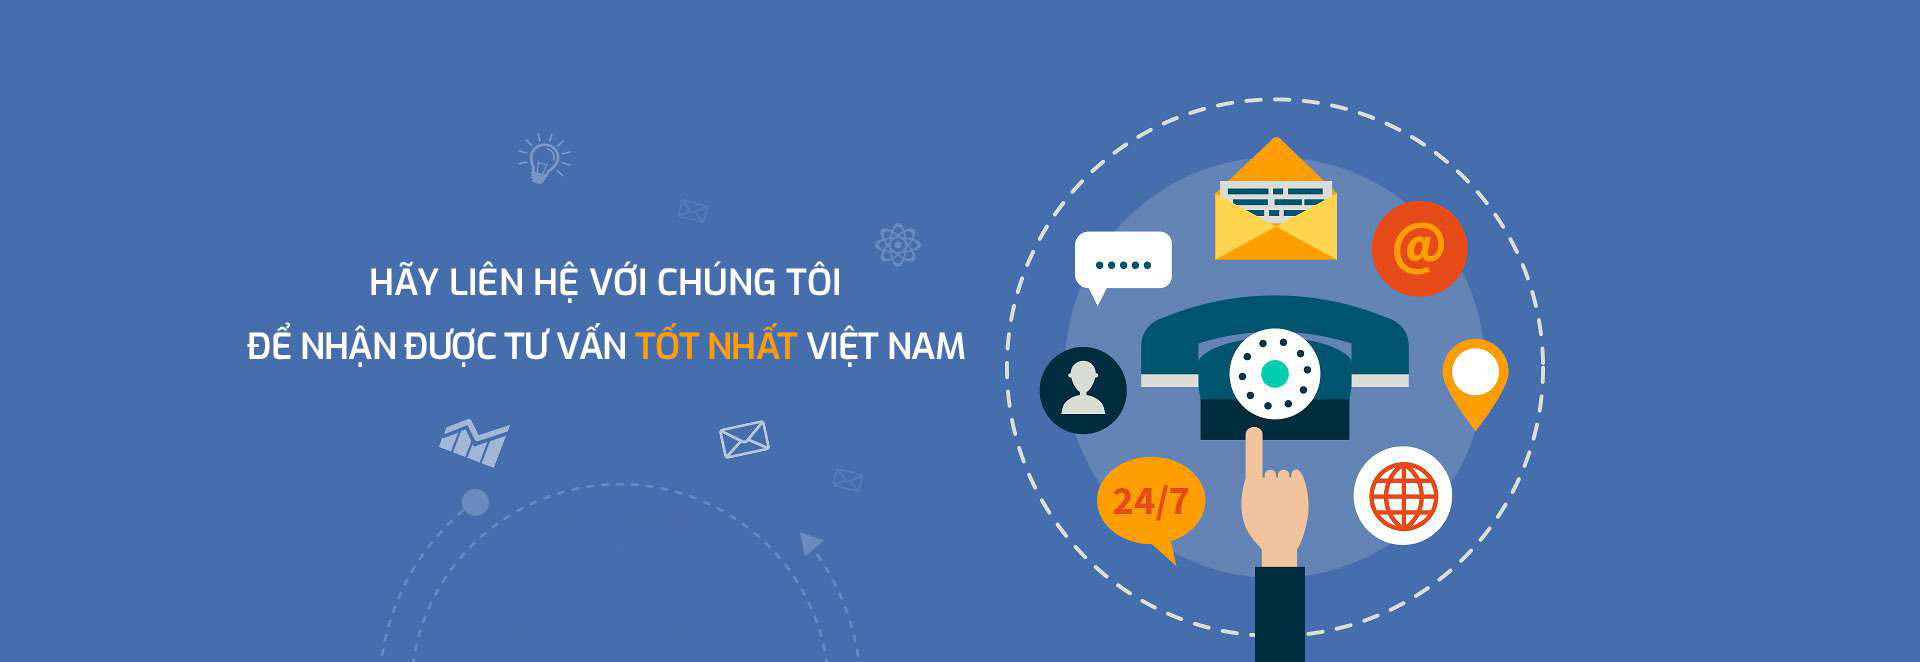 HÃY LIÊN HỆ VỚI CHÚNG TÔI
ĐỂ NHẬN ĐƯỢC TƯ VẤN TỐT NHẤT VIỆT NAM
@
24/7